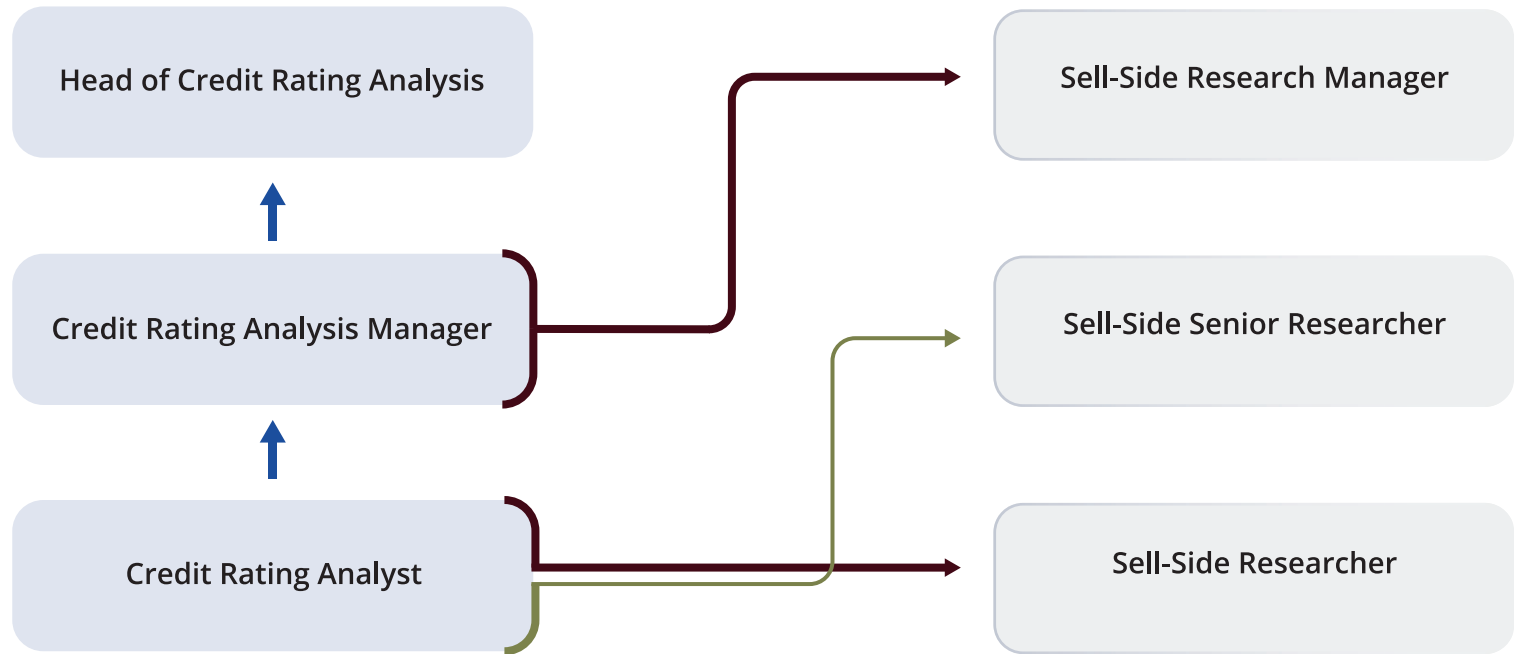 Head of Credit Rating Analysis
Sell-Side Research Manager
Credit Rating Analysis Manager
Sell-Side Senior Researcher
Credit Rating Analyst
Sell-Side Researcher